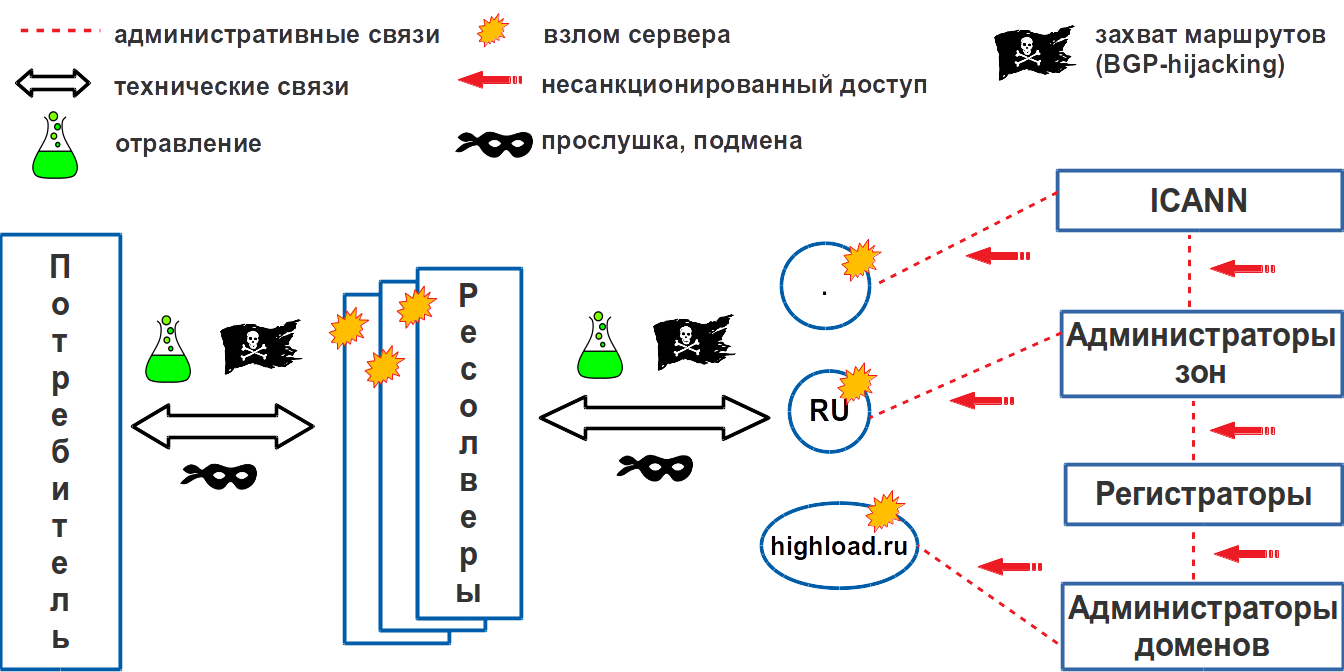 административные связи
взлом сервера
захват маршрутов
(BGP-hijacking)
технические связи
несанкционированный доступ
отравление
прослушка, подмена
Потребитель
Ресолверы
.
RU
highload.ru
ICANN
Администраторы
зон
Регистраторы
Администраторы
доменов